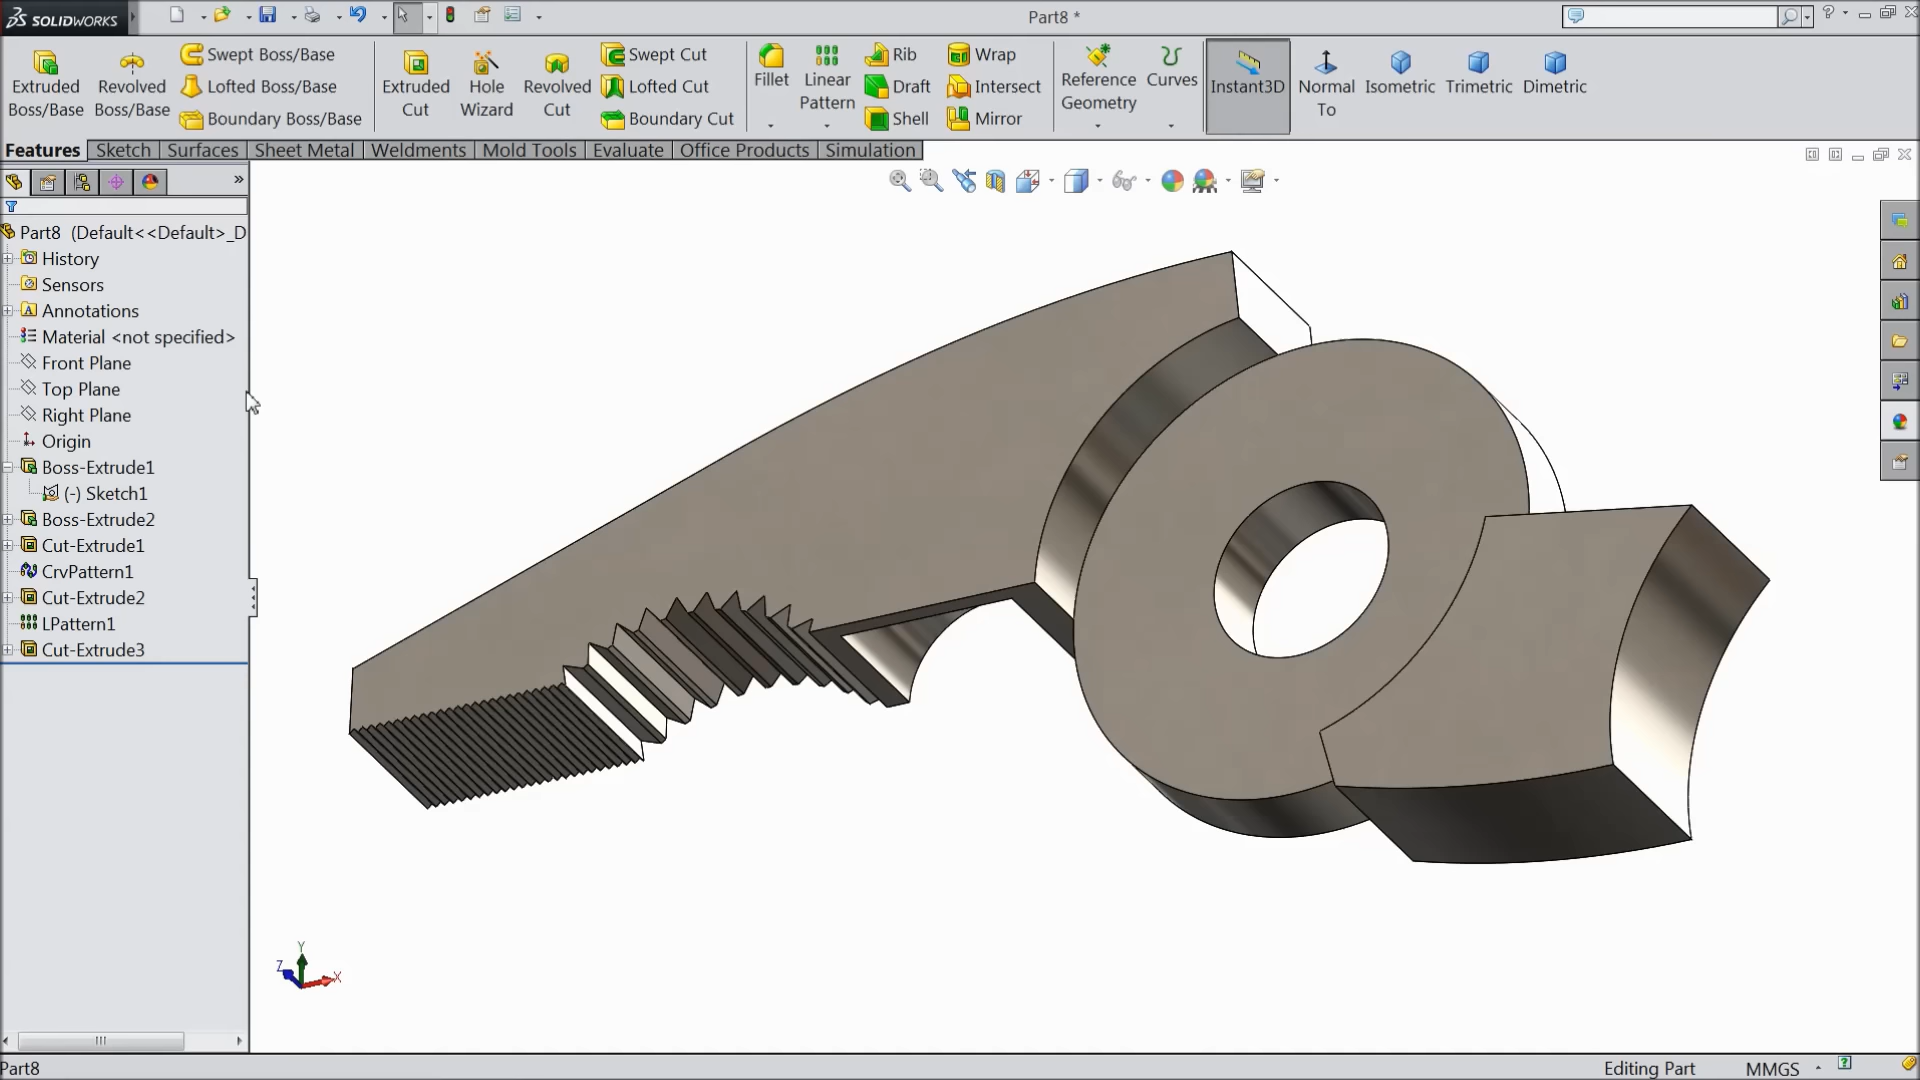 SOLIDWORKS
Part8 *
?
Extruded Boss/Base
Revolved Boss/Base
Swept Boss/Base
Lofted Boss/Base
Boundary Boss/Base
Extruded Cut
Hole Wizard
Revolved Cut
Swept Cut
Lofted Cut
Boundary Cut
Fillet
Linear Pattern
Rib
Draft
Shell
Wrap
Intersect
Mirror
Reference Geometry
Curves
Instant3D
Normal To
Isometric
Trimetric
Dimetric
Features
Sketch
Surfaces
Sheet Metal
Weldments
Mold Tools
Evaluate
Office Products
Simulation
»
Part8 (Default<<Default>_D
History
Sensors
Annotations
Material <not specified>
Front Plane
Top Plane
Right Plane
Origin
Boss-Extrude1
(-) Sketch1
Boss-Extrude2
Cut-Extrude1
CrvPattern1
Cut-Extrude2
LPattern1
Cut-Extrude3
Y
Z
X
Part8
Editing Part
MMGS
?